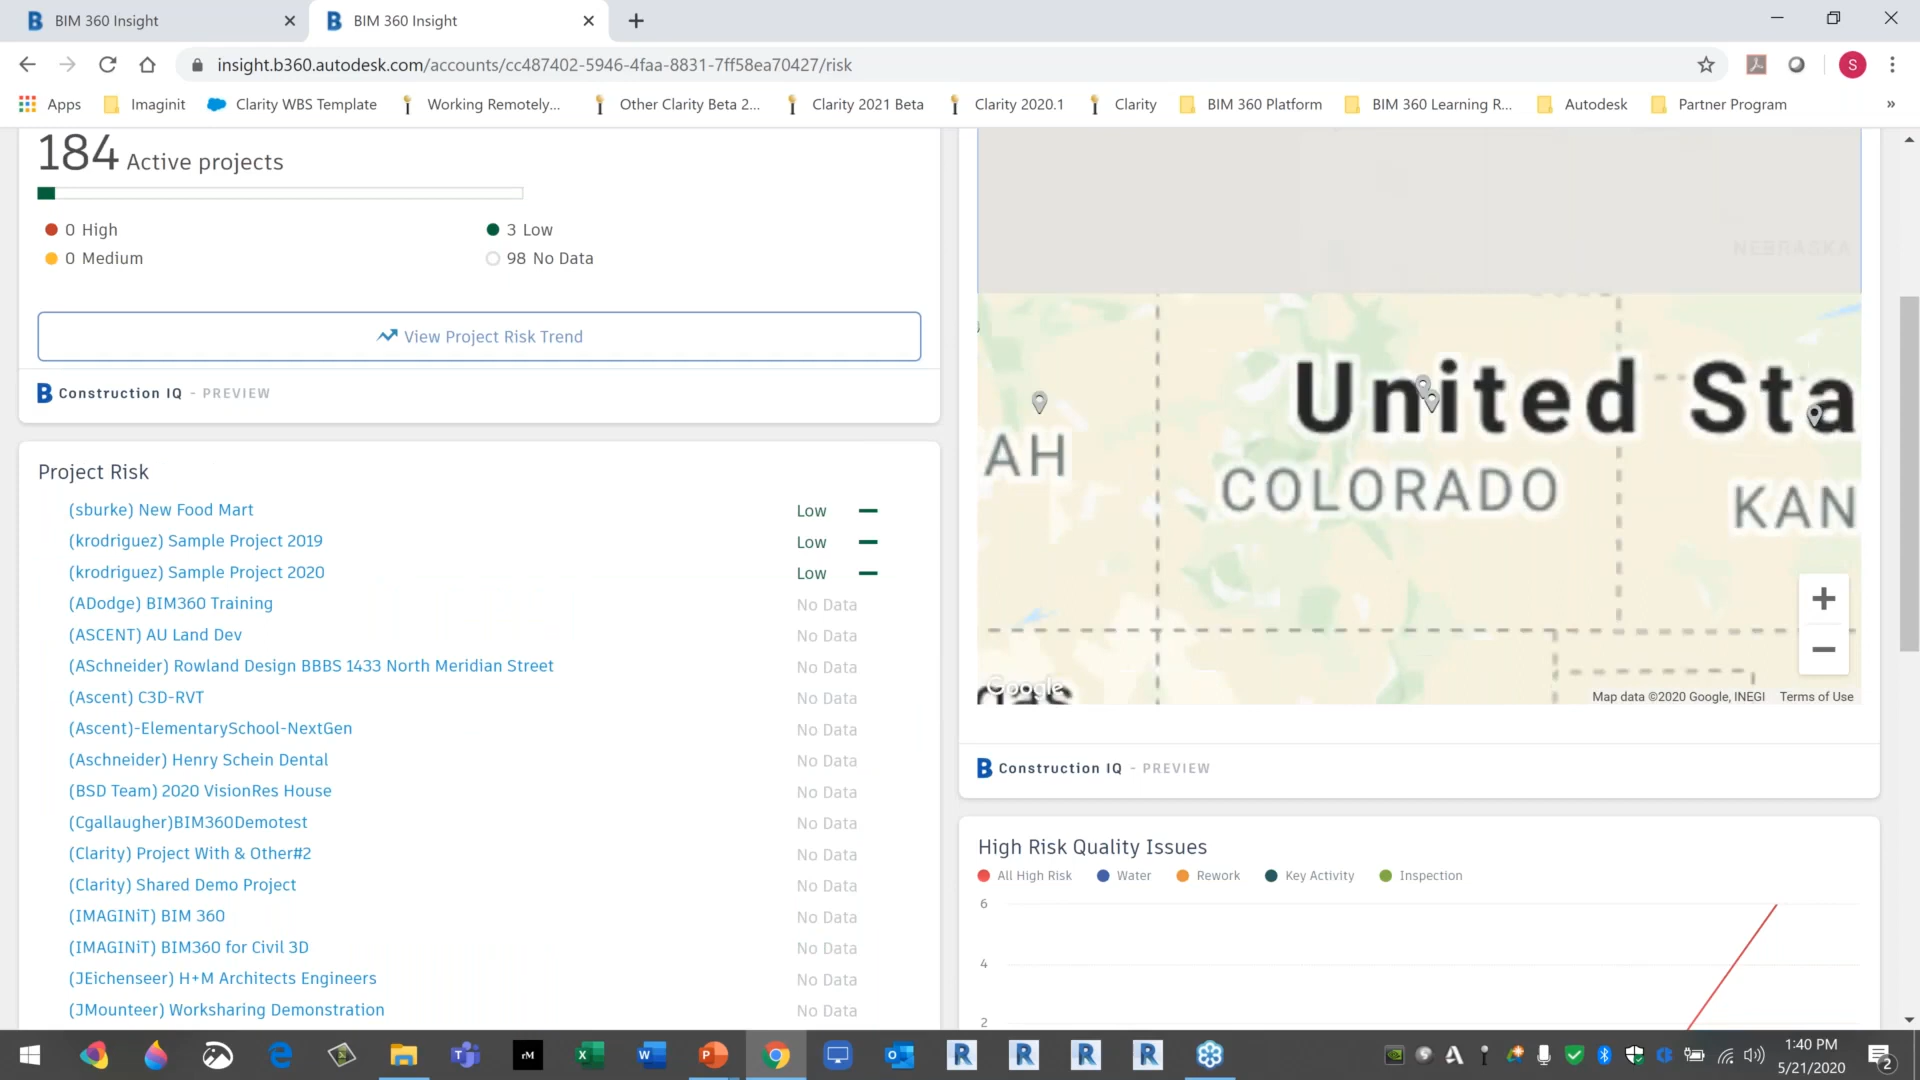 BIM 360 Insight
BIM 360 Insight
insight.b360.autodesk.com/accounts/cc487402-5946-4faa-8831-7ff58ea70427/risk
S
Apps
Imaginit
Clarity WBS Template
Working Remotely...
Other Clarity Beta 2...
Clarity 2021 Beta
Clarity 2020.1
Clarity
BIM 360 Platform
BIM 360 Learning R...
Autodesk
Partner Program
»
184 Active projects
0 High
3 Low
0 Medium
98 No Data
View Project Risk Trend
B Construction IQ - PREVIEW
Project Risk
(sburke) New Food Mart Low
(krodriguez) Sample Project 2019 Low
(krodriguez) Sample Project 2020 Low
(ADodge) BIM360 Training No Data
(ASCENT) AU Land Dev No Data
(ASchneider) Rowland Design BBBS 1433 North Meridian Street No Data
(Ascent) C3D-RVT No Data
(Ascent)-ElementarySchool-NextGen No Data
(Aschneider) Henry Schein Dental No Data
(BSD Team) 2020 VisionRes House No Data
(Cgallaugher)BIM360Demotest No Data
(Clarity) Project With & Other#2 No Data
(Clarity) Shared Demo Project No Data
(IMAGINiT) BIM 360 No Data
(IMAGINiT) BIM360 for Civil 3D No Data
(JEichenseer) H+M Architects Engineers No Data
(JMounteer) Worksharing Demonstration No Data
NEBRASKA
United Sta
AH
COLORADO
KAN
Google
gas
Map data ©2020 Google, INEGI Terms of Use
B Construction IQ - PREVIEW
High Risk Quality Issues
All High Risk Water Rework Key Activity Inspection
6
4
2
1:40 PM
5/21/2020
2